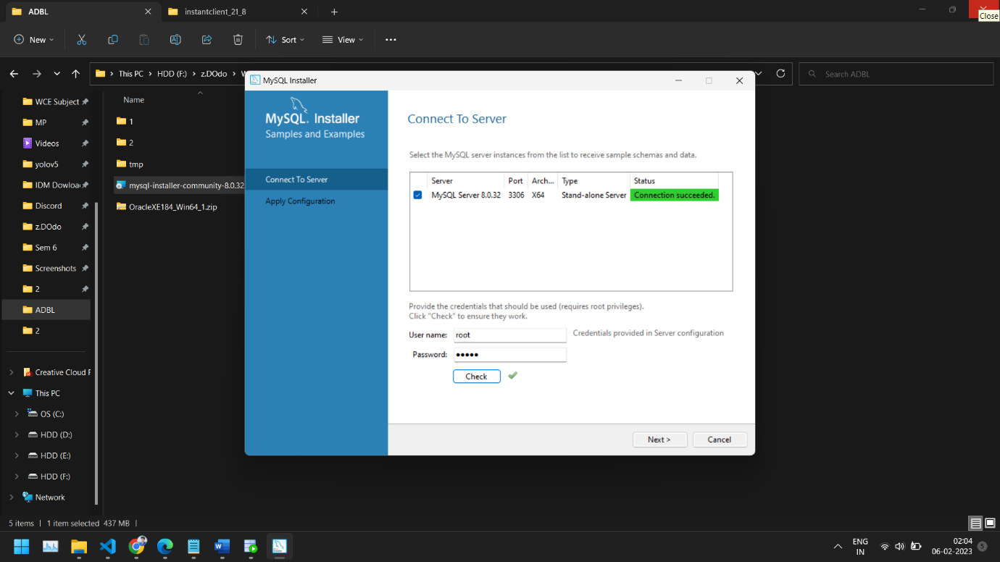 ADBL
instantclient_21_8
Close
New
Sort
View
This PC > HDD (F:) > z.DOdo >
Search ADBL
WCE Subject
MP
Videos
yolov5
IDM Dowloa
Discord
z.DOdo
Sem 6
Screenshots
2
ADBL
2
Creative Cloud F
This PC
OS (C:)
HDD (D:)
HDD (E:)
HDD (F:)
Network
Name
1
2
tmp
mysql-installer-community-8.0.32
OracleXE184_Win64_1.zip
MySQL Installer
MySQL. Installer
Samples and Examples
Connect To Server
Apply Configuration
Connect To Server
Select the MySQL server instances from the list to receive sample schemas and data.
Server Port Arch... Type Status
MySQL Server 8.0.32 3306 X64 Stand-alone Server Connection succeeded.
Provide the credentials that should be used (requires root privileges).
Click "Check" to ensure they work.
User name: root Credentials provided in Server configuration
Password: •••••
Check
Next > Cancel
5 items | 1 item selected 437 MB |
ENG
IN
02:04
06-02-2023
5